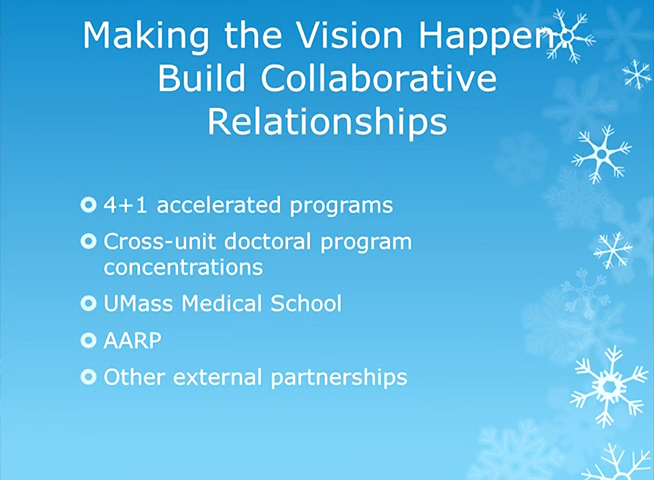 Making the Vision Happen:
Build Collaborative
Relationships
4+1 accelerated programs
Cross-unit doctoral program
concentrations
UMass Medical School
AARP
Other external partnerships